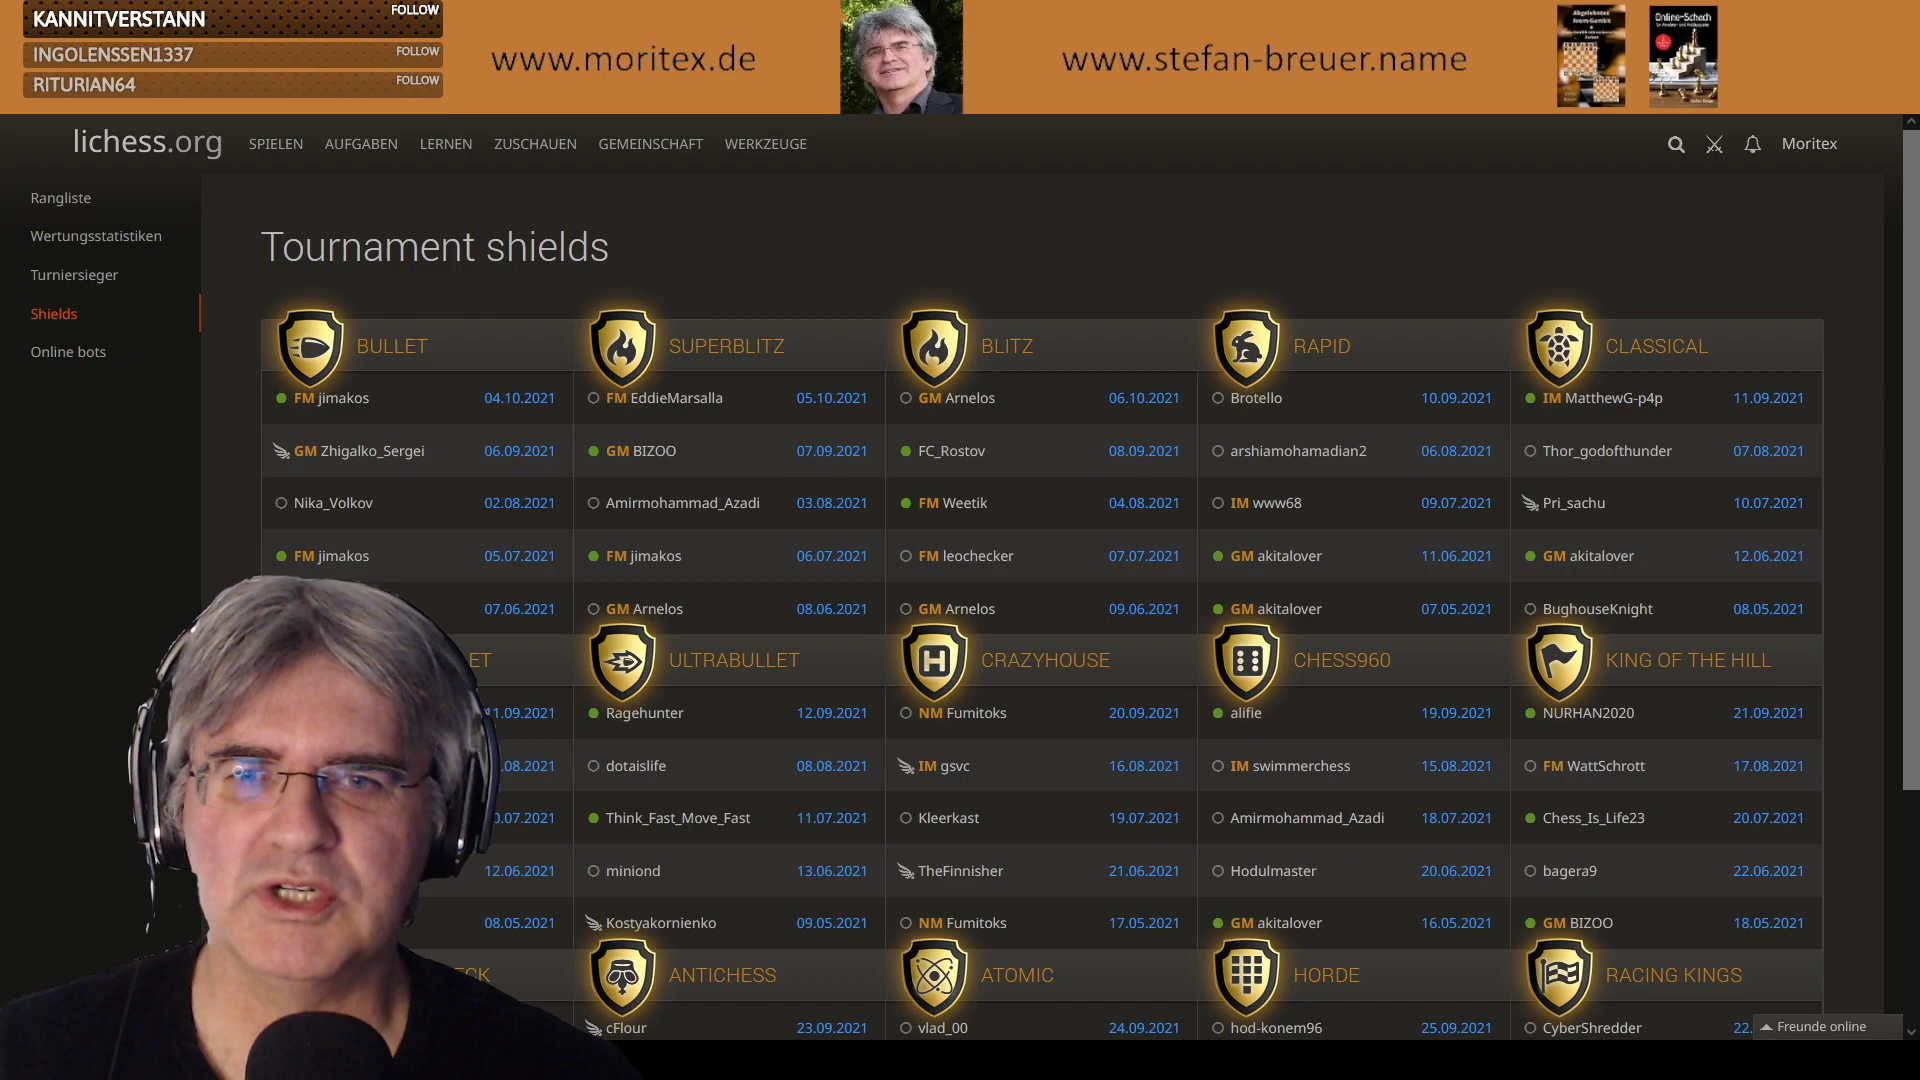 KANNITVERSTANN FOLLOW
INGOLENSSEN1337 FOLLOW
RITURIAN64 FOLLOW
www.moritex.de
www.stefan-breuer.name
Online-Schach
lichess.org SPIELEN AUFGABEN LERNEN ZUSCHAUEN GEMEINSCHAFT WERKZEUGE Moritex
Rangliste
Wertungsstatistiken
Turniersieger
Shields
Online bots
Tournament shields
BULLET SUPERBLITZ BLITZ RAPID CLASSICAL
FM jimakos 04.10.2021 FM EddieMarsalla 05.10.2021 GM Arnelos 06.10.2021 Brotello 10.09.2021 IM MatthewG-p4p 11.09.2021
GM Zhigalko_Sergei 06.09.2021 GM BIZOO 07.09.2021 FC_Rostov 08.09.2021 arshiamohamadian2 06.08.2021 Thor_godofthunder 07.08.2021
Nika_Volkov 02.08.2021 Amirmohammad_Azadi 03.08.2021 FM Weetik 04.08.2021 IM www68 09.07.2021 Pri_sachu 10.07.2021
FM jimakos 05.07.2021 FM jimakos 06.07.2021 FM leochecker 07.07.2021 GM akitalover 11.06.2021 GM akitalover 12.06.2021
07.06.2021 GM Arnelos 08.06.2021 GM Arnelos 09.06.2021 GM akitalover 07.05.2021 BughouseKnight 08.05.2021
ET ULTRABULLET CRAZYHOUSE CHESS960 KING OF THE HILL
11.09.2021 Ragehunter 12.09.2021 NM Fumitoks 20.09.2021 alifie 19.09.2021 NURHAN2020 21.09.2021
.08.2021 dotaislife 08.08.2021 IM gsvc 16.08.2021 IM swimmerchess 15.08.2021 FM WattSchrott 17.08.2021
0.07.2021 Think_Fast_Move_Fast 11.07.2021 Kleerkast 19.07.2021 Amirmohammad_Azadi 18.07.2021 Chess_Is_Life23 20.07.2021
12.06.2021 miniond 13.06.2021 TheFinnisher 21.06.2021 Hodulmaster 20.06.2021 bagera9 22.06.2021
08.05.2021 Kostyakornienko 09.05.2021 NM Fumitoks 17.05.2021 GM akitalover 16.05.2021 GM BIZOO 18.05.2021
ECK ANTICHESS ATOMIC HORDE RACING KINGS
cFlour 23.09.2021 vlad_00 24.09.2021 hod-konem96 25.09.2021 CyberShredder 22.
Freunde online